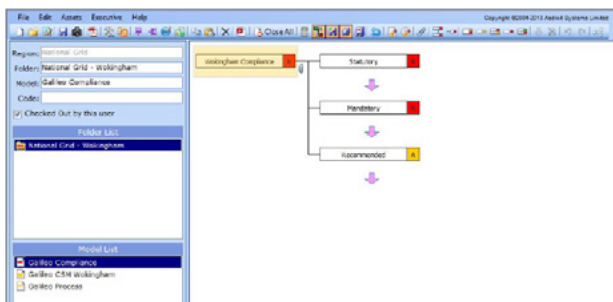 File Edit Assets Executive Help
Copyright ©2004-2013 Asckoll Systems Limited
Close All
Region: National Grid
Folder: National Grid - Wokingham
Model: Galileo Compliance
Code:
Checked Out by this user
Folder List
National Grid - Wokingham
Model List
Galileo Compliance
Galileo CSM Wokingham
Galileo Process
Wokingham Compliance R
Statutory R
Mandatory R
Recommended A